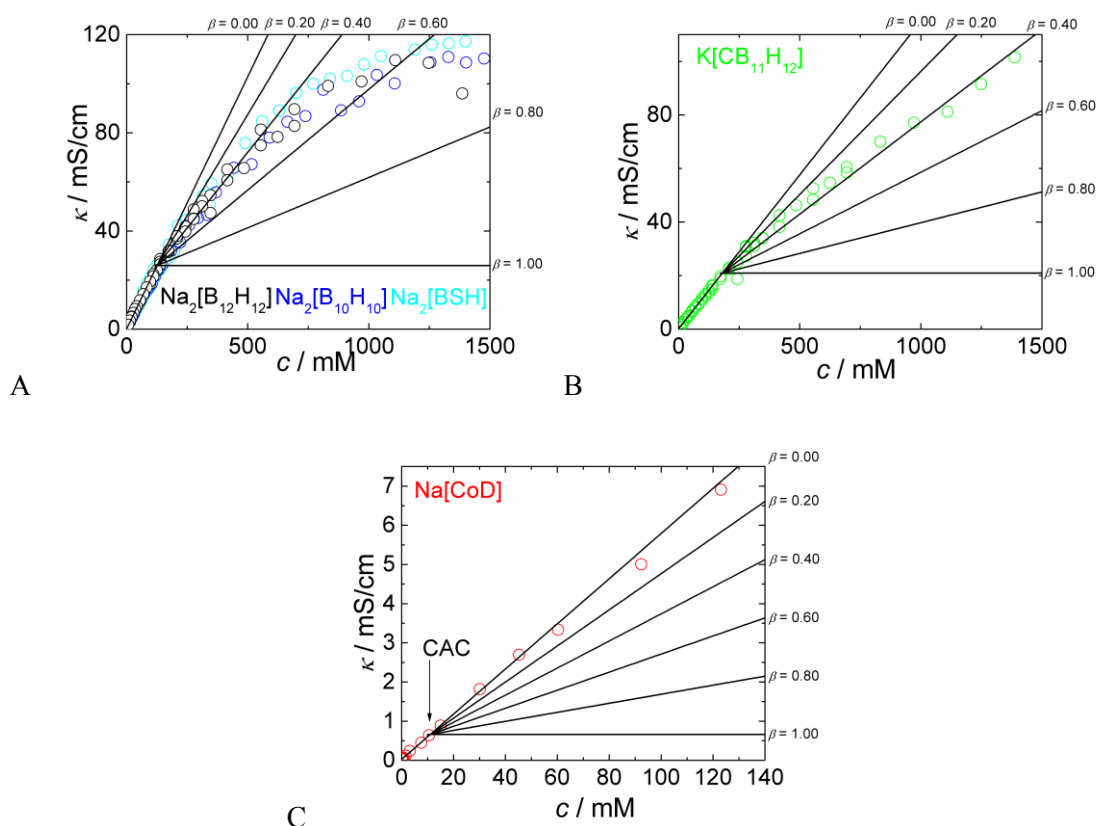 β = 0.00
β = 0.20
β = 0.40
β = 0.60
β = 0.80
β = 1.00
120
80
40
0
κ / mS/cm
Na₂[B₁₂H₁₂] Na₂[B₁₀H₁₀] Na₂[BSH]
0 500 1000 1500
c / mM
A
β = 0.00
β = 0.20
β = 0.40
β = 0.60
β = 0.80
β = 1.00
K[CB₁₁H₁₂]
80
40
0
κ / mS/cm
0 500 1000 1500
c / mM
B
β = 0.00
β = 0.20
β = 0.40
β = 0.60
β = 0.80
β = 1.00
Na[CoD]
CAC
7
6
5
4
3
2
1
0
κ / mS/cm
0 20 40 60 80 100 120 140
c / mM
C